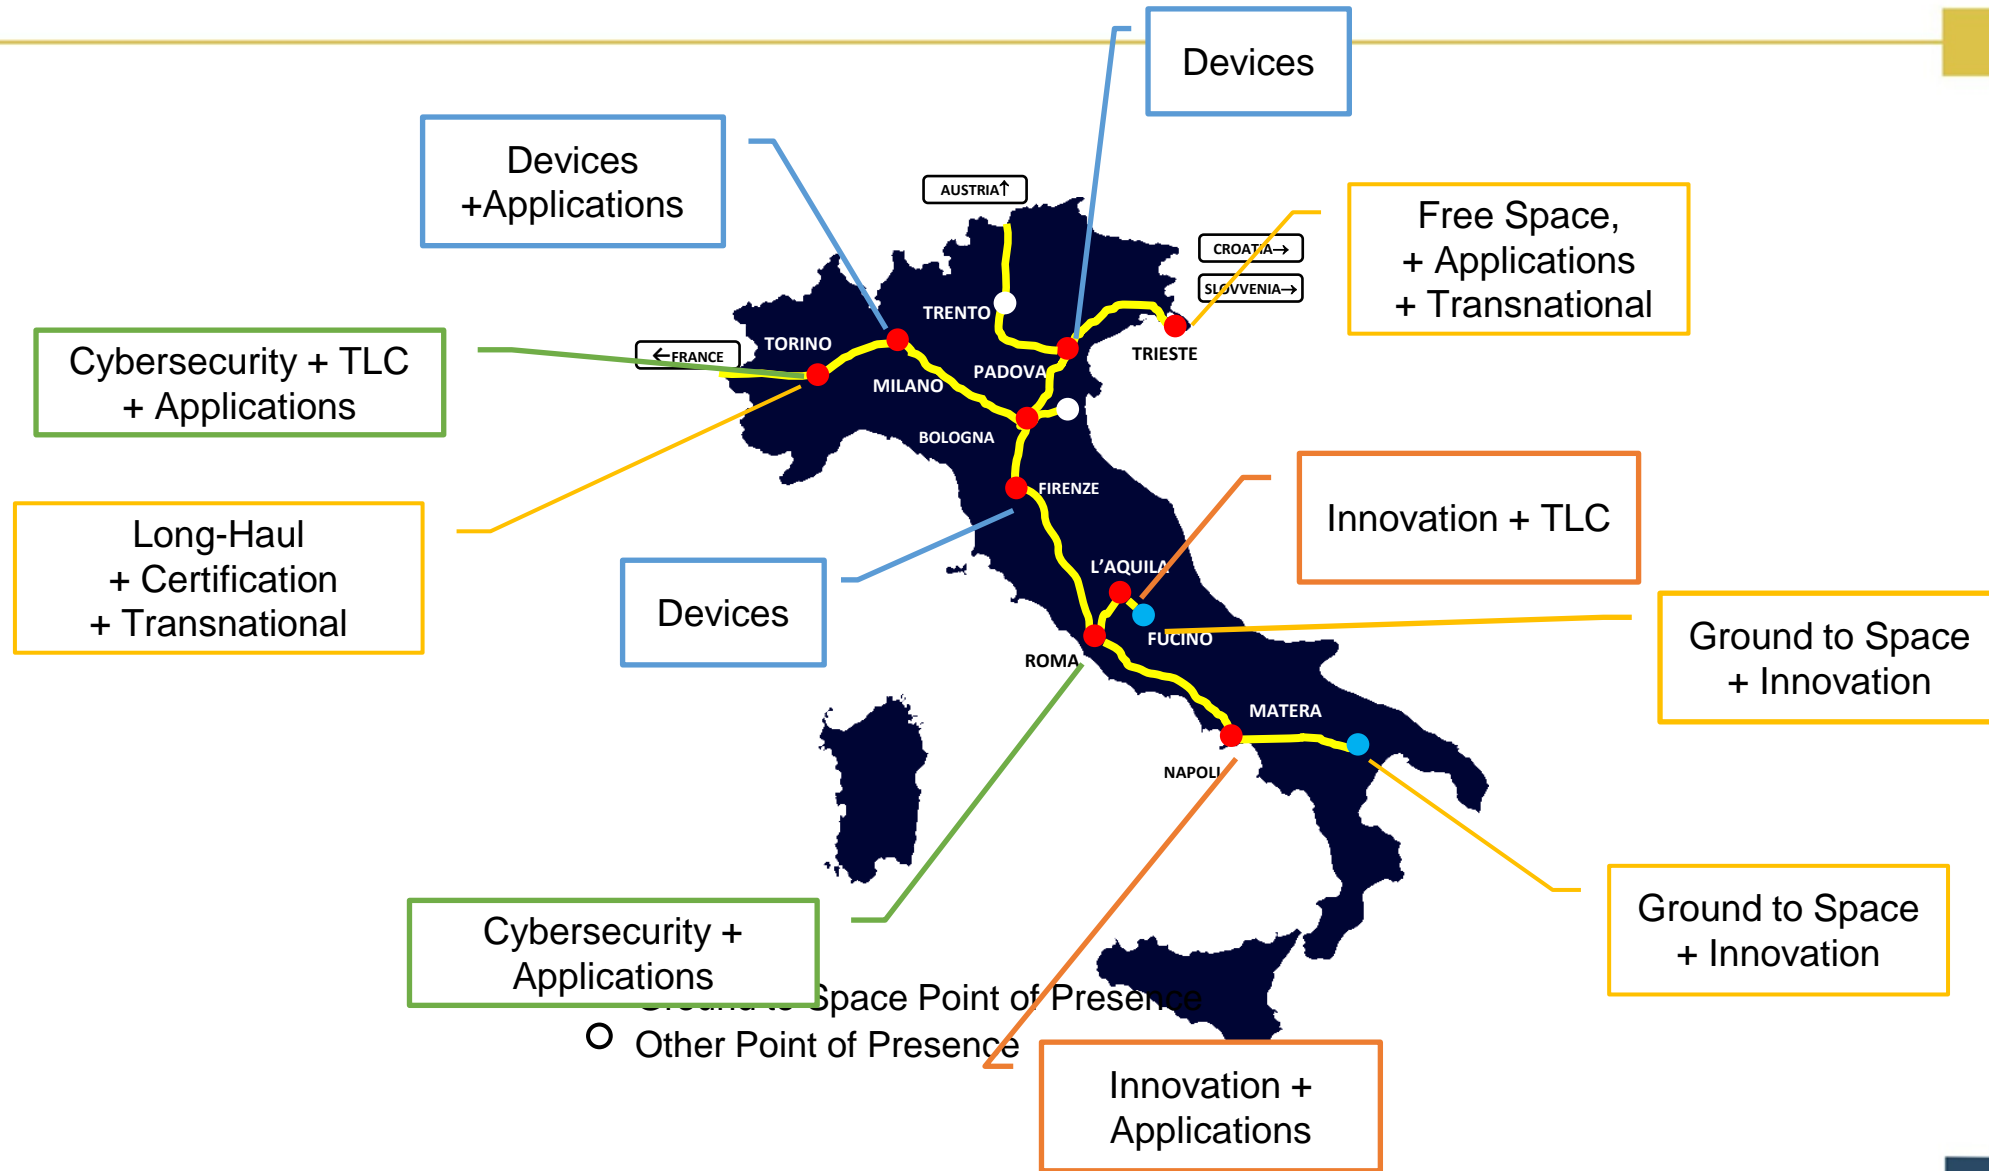 Devices
Devices
+Applications
AUSTRIA↑
Free Space,
+ Applications
+ Transnational
CROATIA→
SLOVVENIA→
TRENTO
TORINO
TRIESTE
Cybersecurity + TLC
+ Applications
←FRANCE
PADOVA
MILANO
BOLOGNA
FIRENZE
Innovation + TLC
Long-Haul
+ Certification
+ Transnational
L'AQUILA
Devices
FUCINO
ROMA
Ground to Space
+ Innovation
MATERA
NAPOLI
Ground to Space
+ Innovation
Cybersecurity +
Applications
Ground to Space Point of Presence
Other Point of Presence
Innovation +
Applications